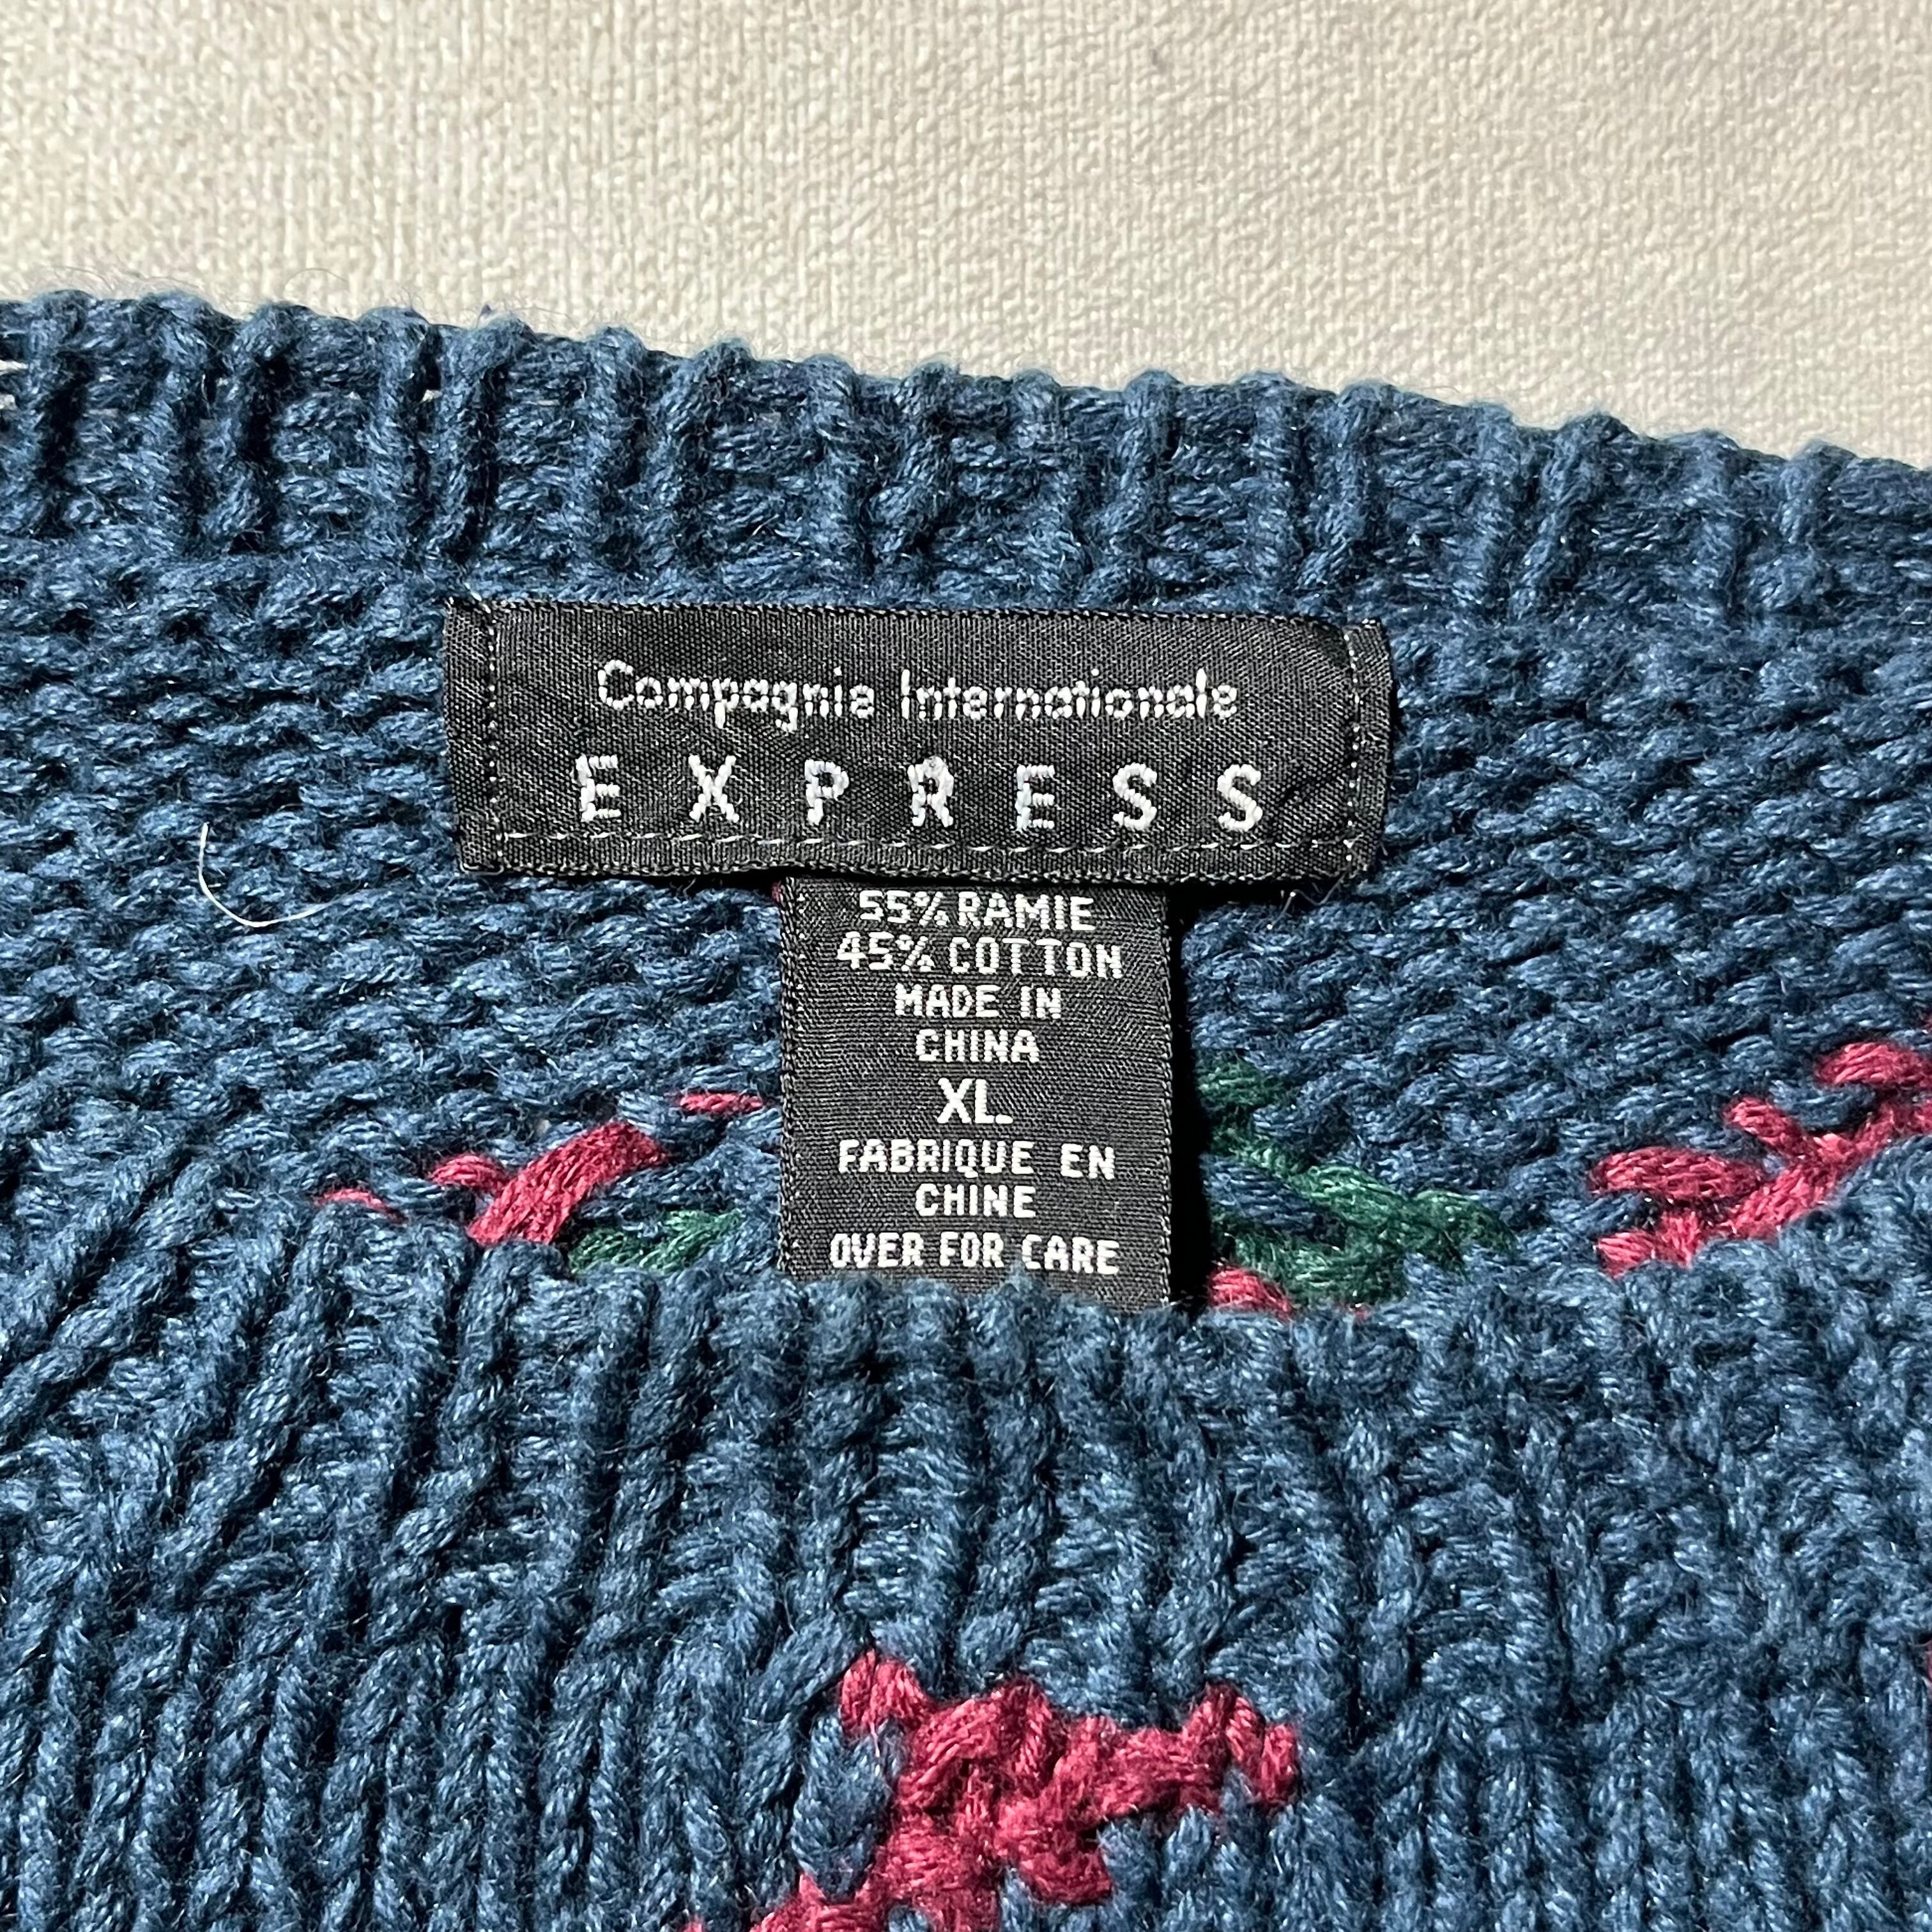 Compagnie Internationale
EXPRESS
55% RAMIE
45% COTTON
MADE IN
CHINA
XL
FABRIQUE EN
CHINE
OVER FOR CARE